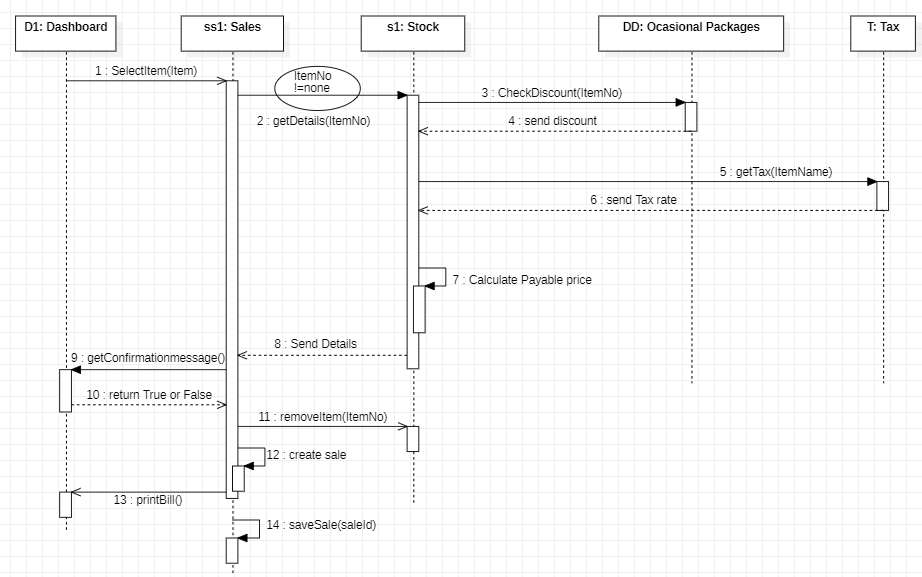 D1: Dashboard
ss1: Sales
s1: Stock
DD: Ocasional Packages
T: Tax
1 : SelectItem(Item)
ItemNo
!=none
2 : getDetails(ItemNo)
3 : CheckDiscount(ItemNo)
4 : send discount
5 : getTax(ItemName)
6 : send Tax rate
7 : Calculate Payable price
8 : Send Details
9 : getConfirmationmessage()
10 : return True or False
11 : removeItem(ItemNo)
12 : create sale
13 : printBill()
14 : saveSale(saleId)